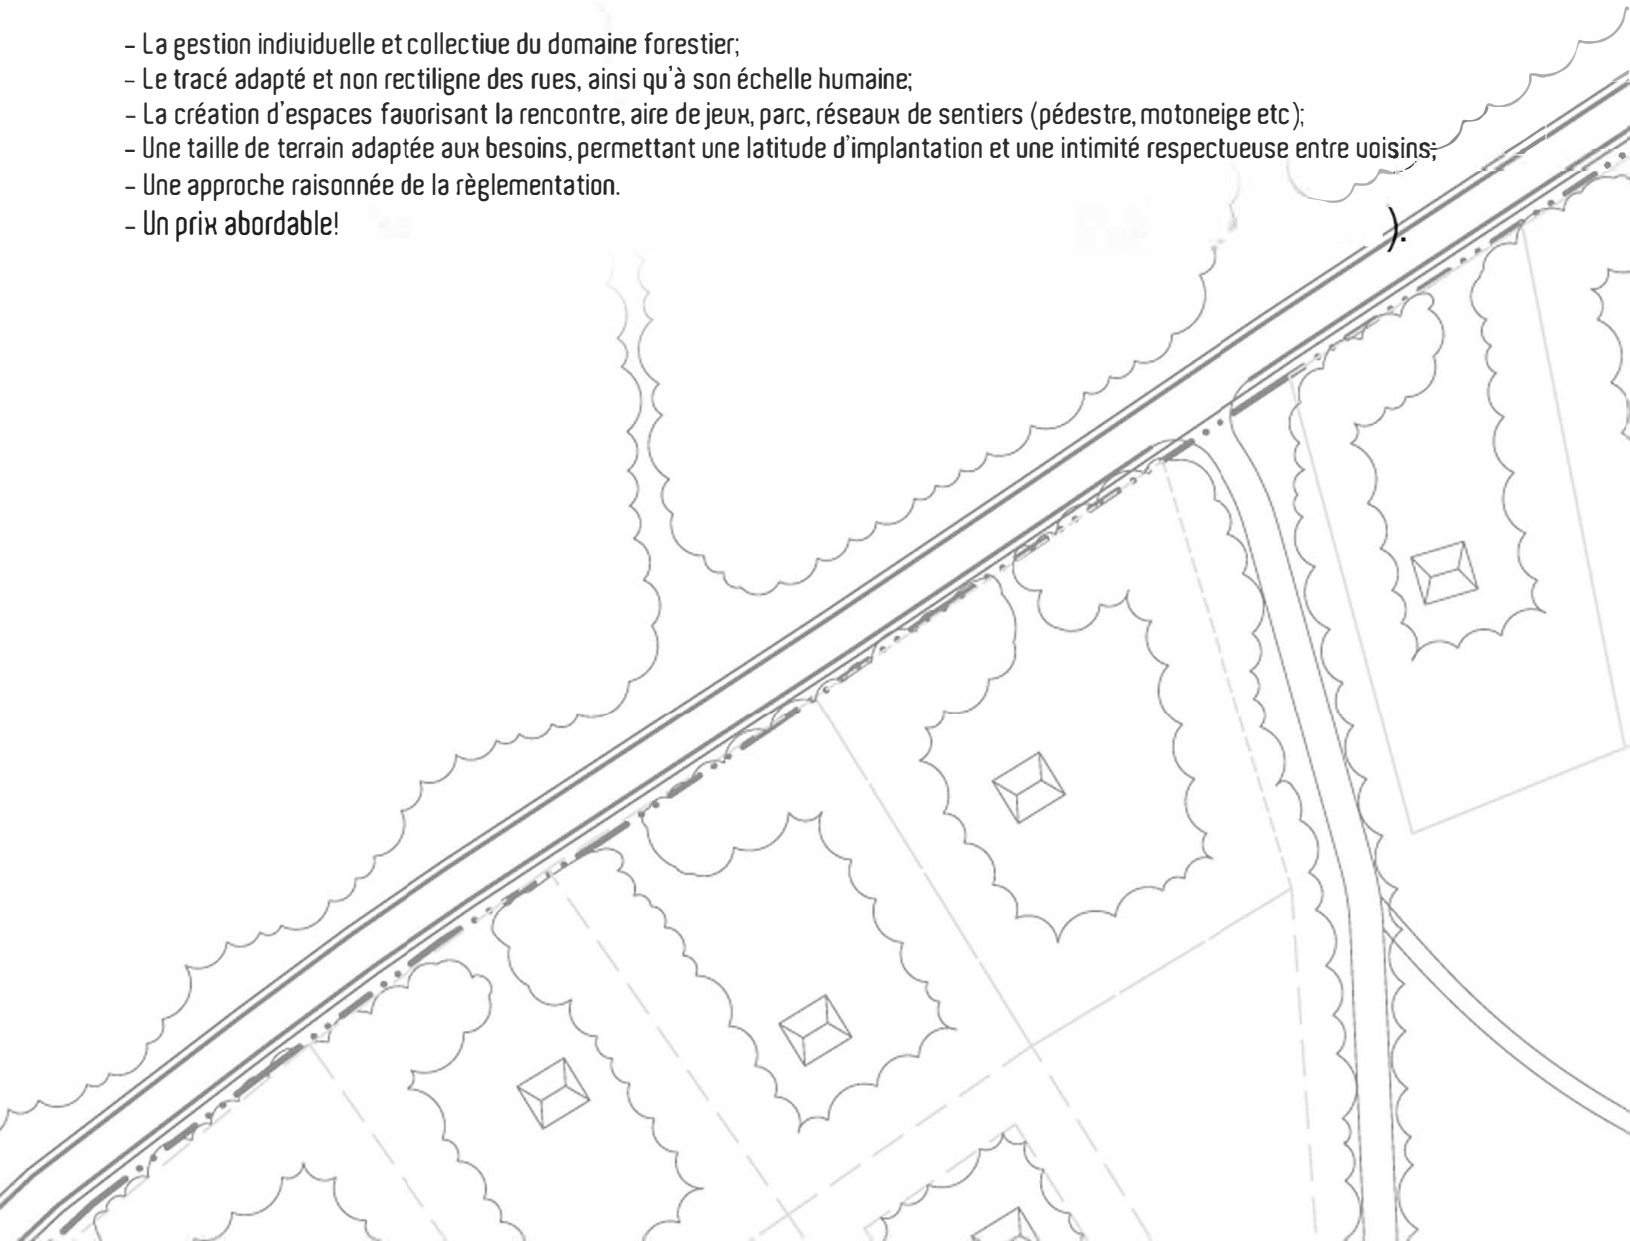 - La gestion individuelle et collective du domaine forestier;
- Le tracé adapté et non rectiligne des rues, ainsi qu'à son échelle humaine;
- La création d'espaces favorisant la rencontre, aire de jeux, parc, réseaux de sentiers (pédestre, motoneige etc);
- Une taille de terrain adaptée aux besoins, permettant une latitude d'implantation et une intimité respectueuse entre voisins;
- Une approche raisonnée de la règlementation.
- Un prix abordable!
).